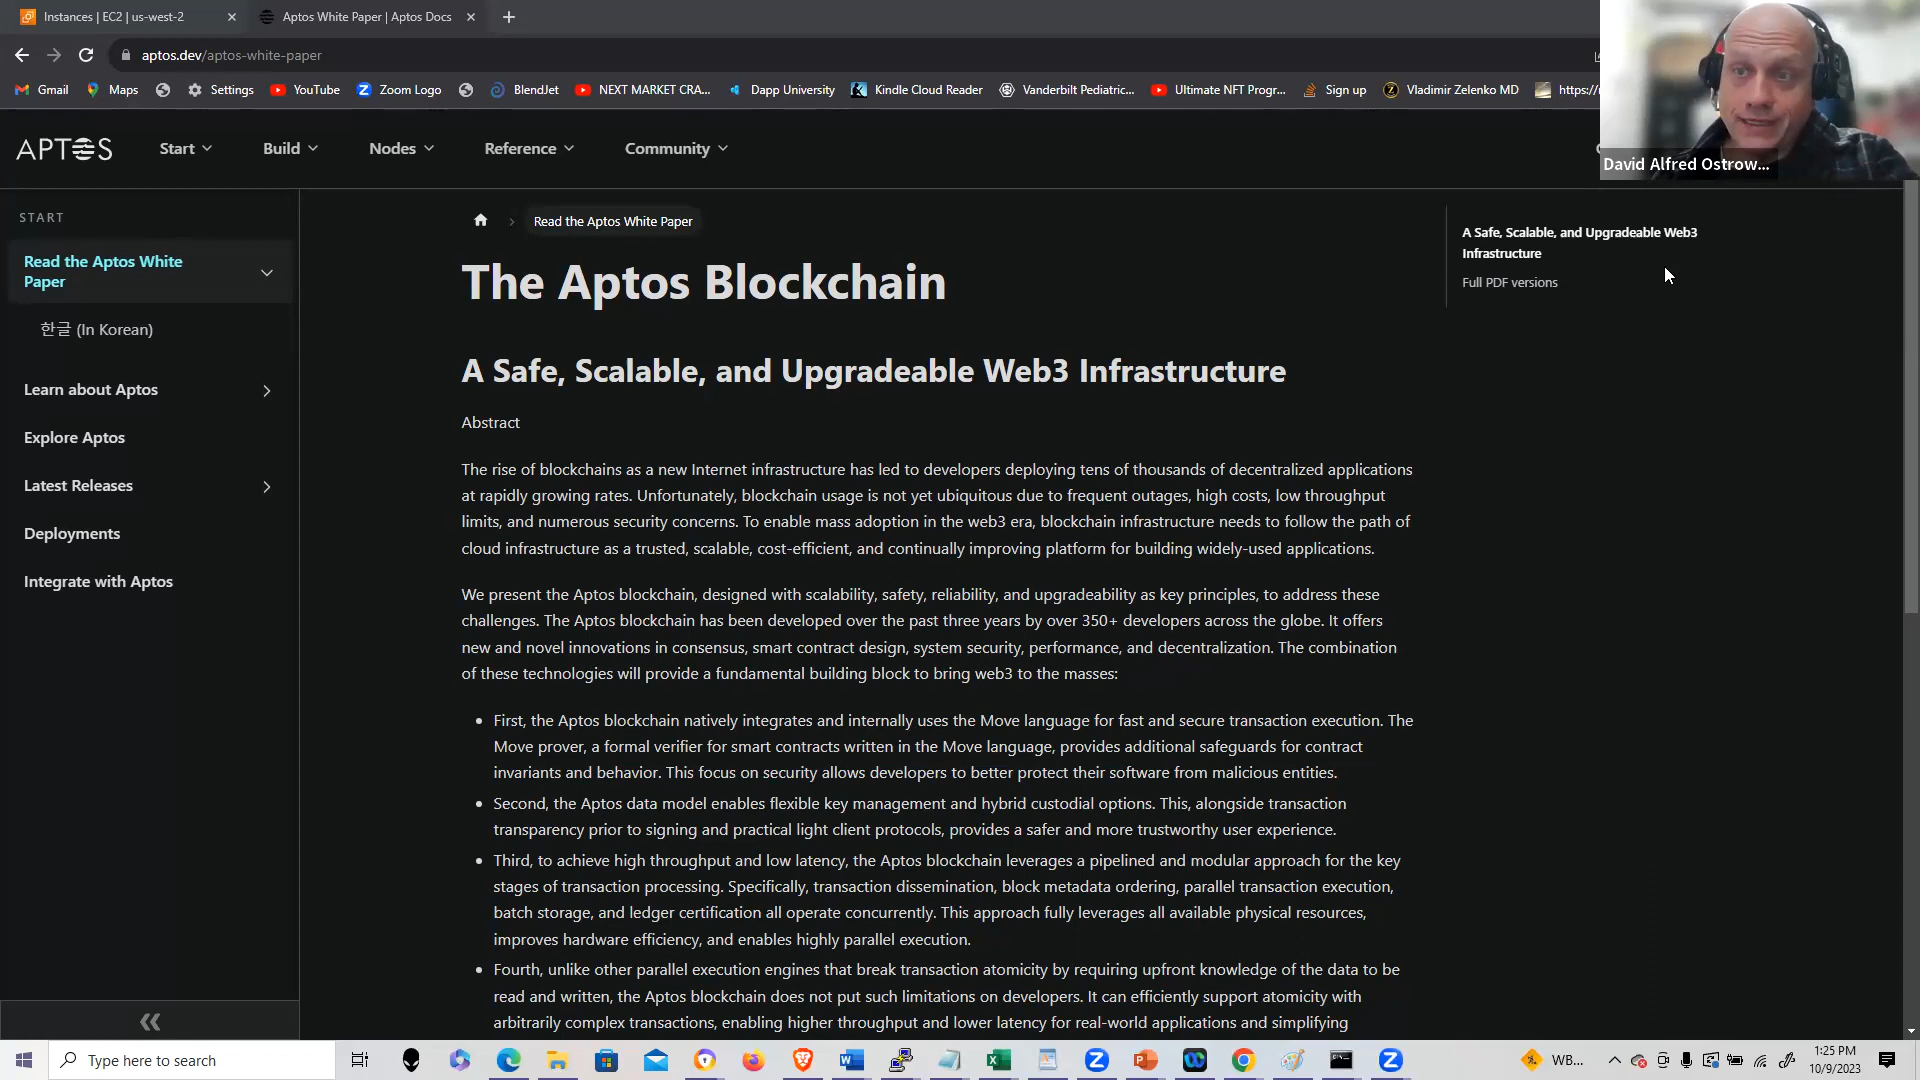 Instances | EC2 | us-west-2
Aptos White Paper | Aptos Docs
aptos.dev/aptos-white-paper
Gmail
Maps
Settings
YouTube
Zoom Logo
BlendJet
NEXT MARKET CRA...
Dapp University
Kindle Cloud Reader
Vanderbilt Pediatric...
Ultimate NFT Progr...
Sign up
Vladimir Zelenko MD
David Alfred Ostrow...
APTOS
Start
Build
Nodes
Reference
Community
START
Read the Aptos White
Paper
한글 (In Korean)
Learn about Aptos
Explore Aptos
Latest Releases
Deployments
Integrate with Aptos
Read the Aptos White Paper
The Aptos Blockchain
A Safe, Scalable, and Upgradeable Web3 Infrastructure
Abstract
The rise of blockchains as a new Internet infrastructure has led to developers deploying tens of thousands of decentralized applications
at rapidly growing rates. Unfortunately, blockchain usage is not yet ubiquitous due to frequent outages, high costs, low throughput
limits, and numerous security concerns. To enable mass adoption in the web3 era, blockchain infrastructure needs to follow the path of
cloud infrastructure as a trusted, scalable, cost-efficient, and continually improving platform for building widely-used applications.
We present the Aptos blockchain, designed with scalability, safety, reliability, and upgradeability as key principles, to address these
challenges. The Aptos blockchain has been developed over the past three years by over 350+ developers across the globe. It offers
new and novel innovations in consensus, smart contract design, system security, performance, and decentralization. The combination
of these technologies will provide a fundamental building block to bring web3 to the masses:
• First, the Aptos blockchain natively integrates and internally uses the Move language for fast and secure transaction execution. The
Move prover, a formal verifier for smart contracts written in the Move language, provides additional safeguards for contract
invariants and behavior. This focus on security allows developers to better protect their software from malicious entities.
• Second, the Aptos data model enables flexible key management and hybrid custodial options. This, alongside transaction
transparency prior to signing and practical light client protocols, provides a safer and more trustworthy user experience.
• Third, to achieve high throughput and low latency, the Aptos blockchain leverages a pipelined and modular approach for the key
stages of transaction processing. Specifically, transaction dissemination, block metadata ordering, parallel transaction execution,
batch storage, and ledger certification all operate concurrently. This approach fully leverages all available physical resources,
improves hardware efficiency, and enables highly parallel execution.
• Fourth, unlike other parallel execution engines that break transaction atomicity by requiring upfront knowledge of the data to be
read and written, the Aptos blockchain does not put such limitations on developers. It can efficiently support atomicity with
arbitrarily complex transactions, enabling higher throughput and lower latency for real-world applications and simplifying
A Safe, Scalable, and Upgradeable Web3
Infrastructure
Full PDF versions
Type here to search
WB...
1:25 PM
10/9/2023